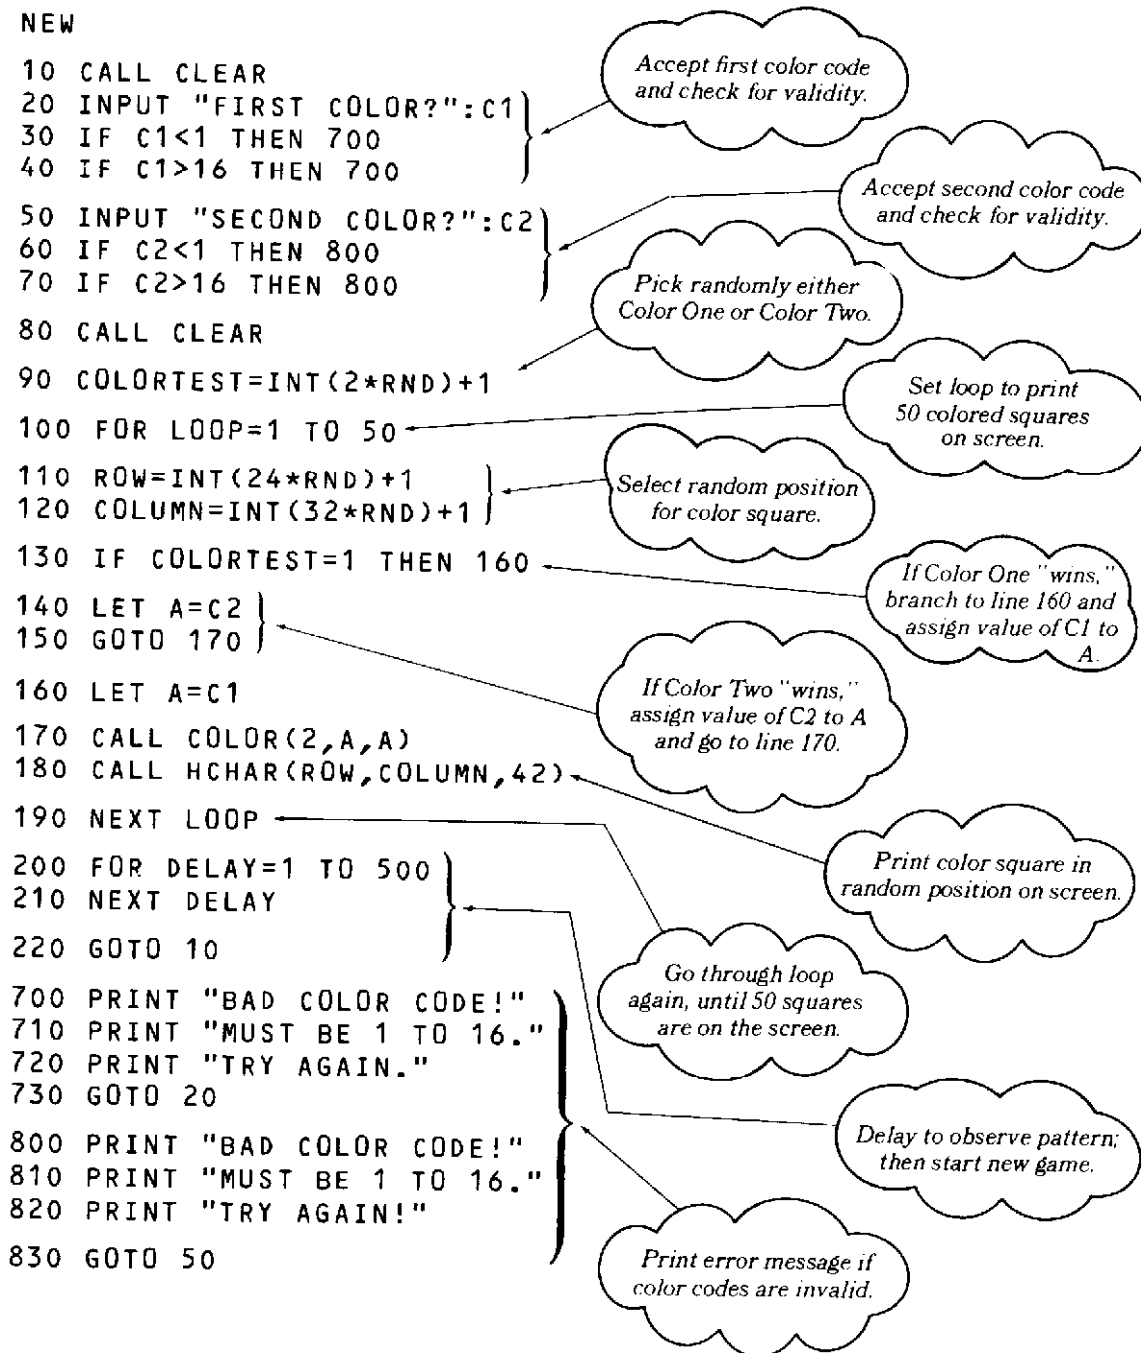 NEW
10 CALL CLEAR
20 INPUT "FIRST COLOR?":C1
30 IF C1<1 THEN 700
40 IF C1>16 THEN 700
Accept first color code
and check for validity.
50 INPUT "SECOND COLOR?":C2
60 IF C2<1 THEN 800
70 IF C2>16 THEN 800
Accept second color code
and check for validity.
80 CALL CLEAR
90 COLORTEST=INT(2*RND)+1
Pick randomly either
Color One or Color Two.
100 FOR LOOP=1 TO 50
Set loop to print
50 colored squares
on screen.
110 ROW=INT(24*RND)+1
120 COLUMN=INT(32*RND)+1
Select random position
for color square.
130 IF COLORTEST=1 THEN 160
If Color One "wins,"
branch to line 160 and
assign value of C1 to
A.
140 LET A=C2
150 GOTO 170
If Color Two "wins,"
assign value of C2 to A
and go to line 170.
160 LET A=C1
170 CALL COLOR(2,A,A)
180 CALL HCHAR(ROW,COLUMN,42)
Print color square in
random position on screen.
190 NEXT LOOP
Go through loop
again, until 50 squares
are on the screen.
200 FOR DELAY=1 TO 500
210 NEXT DELAY
220 GOTO 10
Delay to observe pattern;
then start new game.
700 PRINT "BAD COLOR CODE!"
710 PRINT "MUST BE 1 TO 16."
720 PRINT "TRY AGAIN."
730 GOTO 20
800 PRINT "BAD COLOR CODE!"
810 PRINT "MUST BE 1 TO 16."
820 PRINT "TRY AGAIN!"
830 GOTO 50
Print error message if
color codes are invalid.